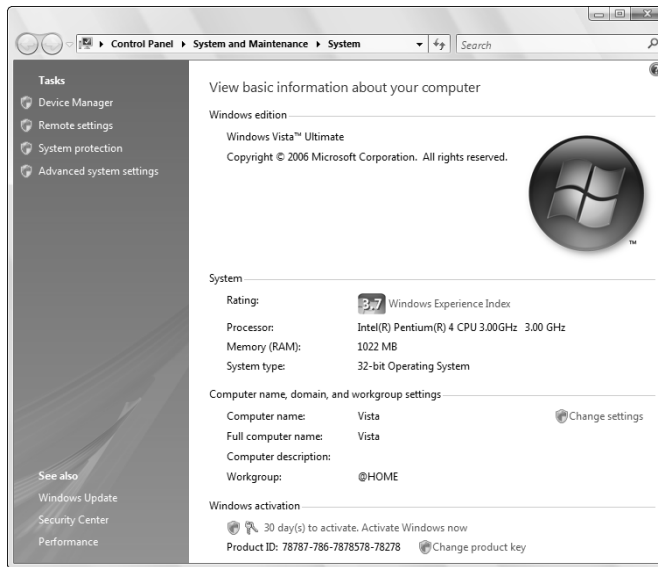 Control Panel ▸ System and Maintenance ▸ System
Search
Tasks
Device Manager
Remote settings
System protection
Advanced system settings
See also
Windows Update
Security Center
Performance
View basic information about your computer
Windows edition
Windows Vista™ Ultimate
Copyright © 2006 Microsoft Corporation. All rights reserved.
TM
System
Rating: 3.7 Windows Experience Index
Processor: Intel(R) Pentium(R) 4 CPU 3.00GHz 3.00 GHz
Memory (RAM): 1022 MB
System type: 32-bit Operating System
Computer name, domain, and workgroup settings
Computer name: Vista Change settings
Full computer name: Vista
Computer description:
Workgroup: @HOME
Windows activation
30 day(s) to activate. Activate Windows now
Product ID: 78787-786-7878578-78278 Change product key